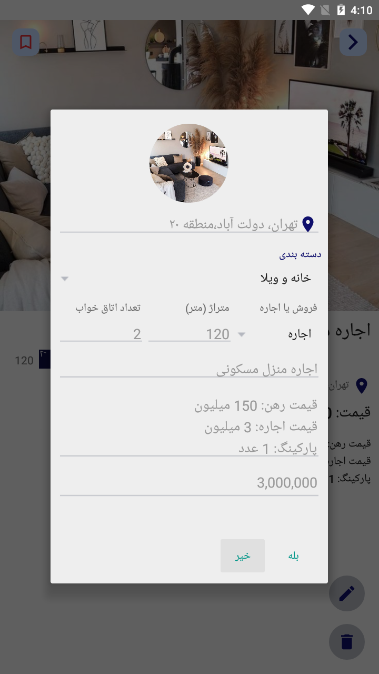 4:10
تهران، دولت آباد،منطقه ۲۰
دسته بندی
خانه و ویلا
فروش یا اجاره
متراژ (متر)
تعداد اتاق خواب
اجاره
120
2
اجاره منزل مسکونی
قیمت رهن: 150 میلیون
قیمت اجاره: 3 میلیون
پارکینگ: 1 عدد
3,000,000
بله
خیر
اجاره
120
تهران
قیمت:
قیمت رهن
قیمت اجار
پارکینگ: 1